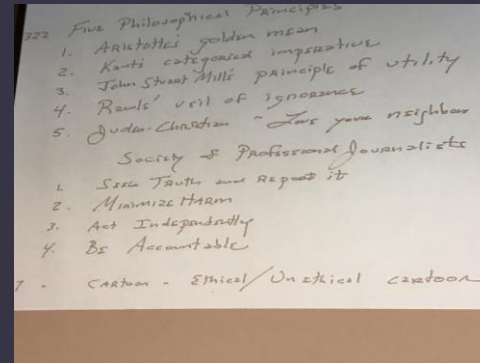 322 Five Philosophical Principles
1. Aristotle's golden mean
2. Kant's categorical imperative
3. John Stuart Mill's principle of utility
4. Rawls' veil of ignorance
5. Judeo-Christian - Love your neighbor
Society of Professional Journalists
1. Seek Truth and Report it
2. Minimize Harm
3. Act Independently
4. Be Accountable
7 - Cartoon - Ethical/Unethical cartoon